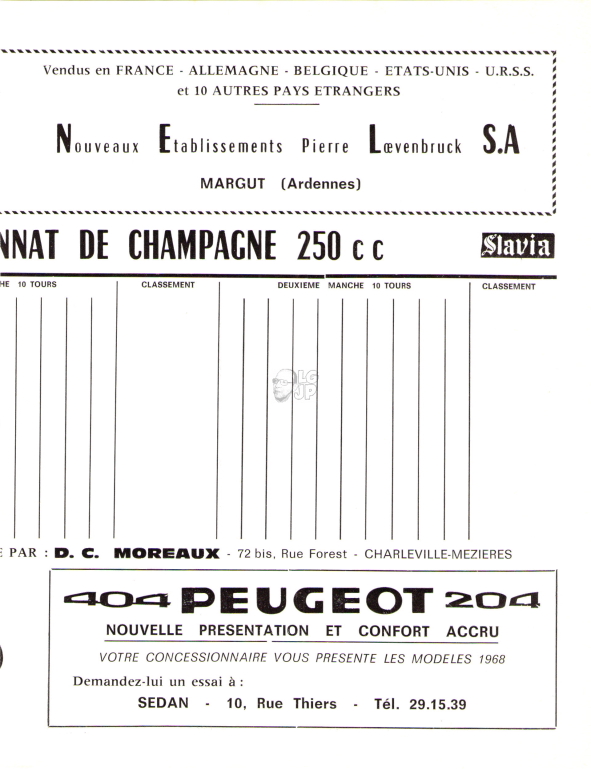 Vendus en FRANCE - ALLEMAGNE - BELGIQUE - ETATS-UNIS - U.R.S.S.
et 10 AUTRES PAYS ETRANGERS
Nouveaux Etablissements Pierre Lœvenbruck S.A
MARGUT (Ardennes)
NNAT DE CHAMPAGNE 250 c c Slavia
HE 10 TOURS CLASSEMENT DEUXIEME MANCHE 10 TOURS CLASSEMENT
LG
JP
E PAR : D. C. MOREAUX - 72 bis, Rue Forest - CHARLEVILLE-MEZIERES
404 PEUGEOT 204
NOUVELLE PRESENTATION ET CONFORT ACCRU
VOTRE CONCESSIONNAIRE VOUS PRESENTE LES MODELES 1968
Demandez-lui un essai à :
SEDAN - 10, Rue Thiers - Tél. 29.15.39